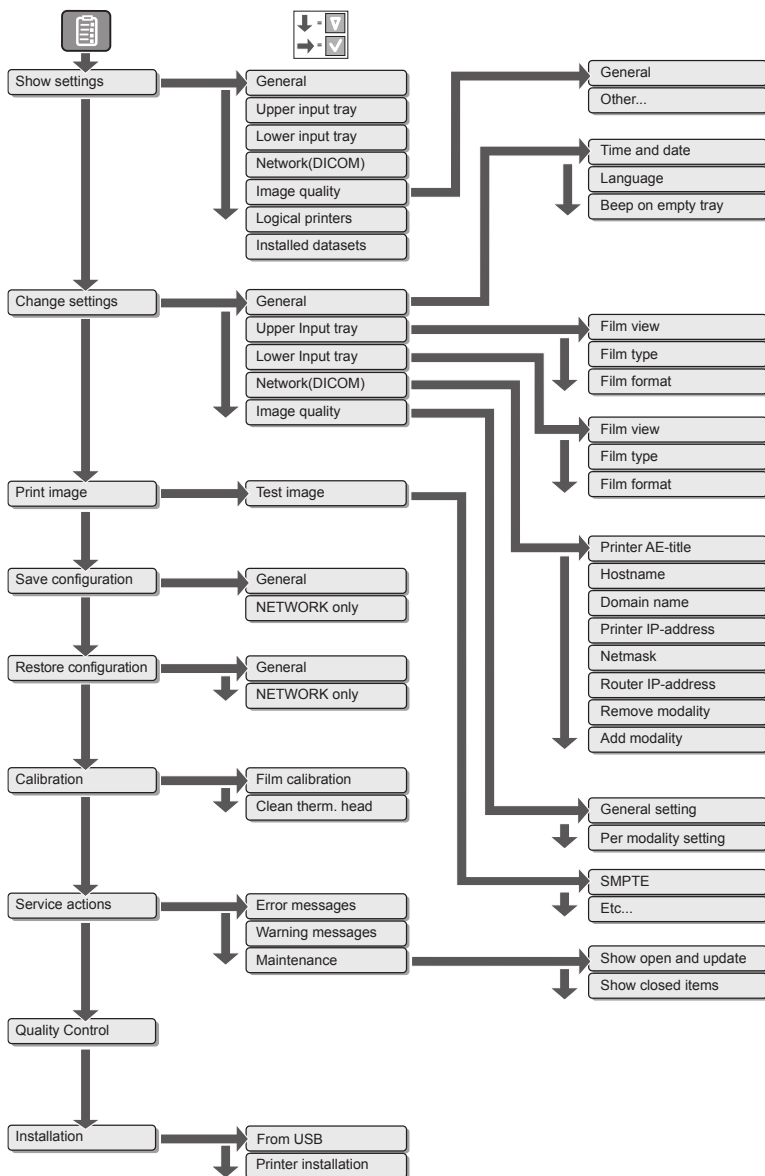 Show settings
General
Upper input tray
Lower input tray
Network(DICOM)
Image quality
Logical printers
Installed datasets
General
Other...
Change settings
General
Upper Input tray
Lower Input tray
Network(DICOM)
Image quality
Time and date
Language
Beep on empty tray
Film view
Film type
Film format
Film view
Film type
Film format
Printer AE-title
Hostname
Domain name
Printer IP-address
Netmask
Router IP-address
Remove modality
Add modality
General setting
Per modality setting
Print image
Test image
SMPTE
Etc...
Save configuration
General
NETWORK only
Restore configuration
General
NETWORK only
Calibration
Film calibration
Clean therm. head
Service actions
Error messages
Warning messages
Maintenance
Show open and update
Show closed items
Quality Control
Installation
From USB
Printer installation